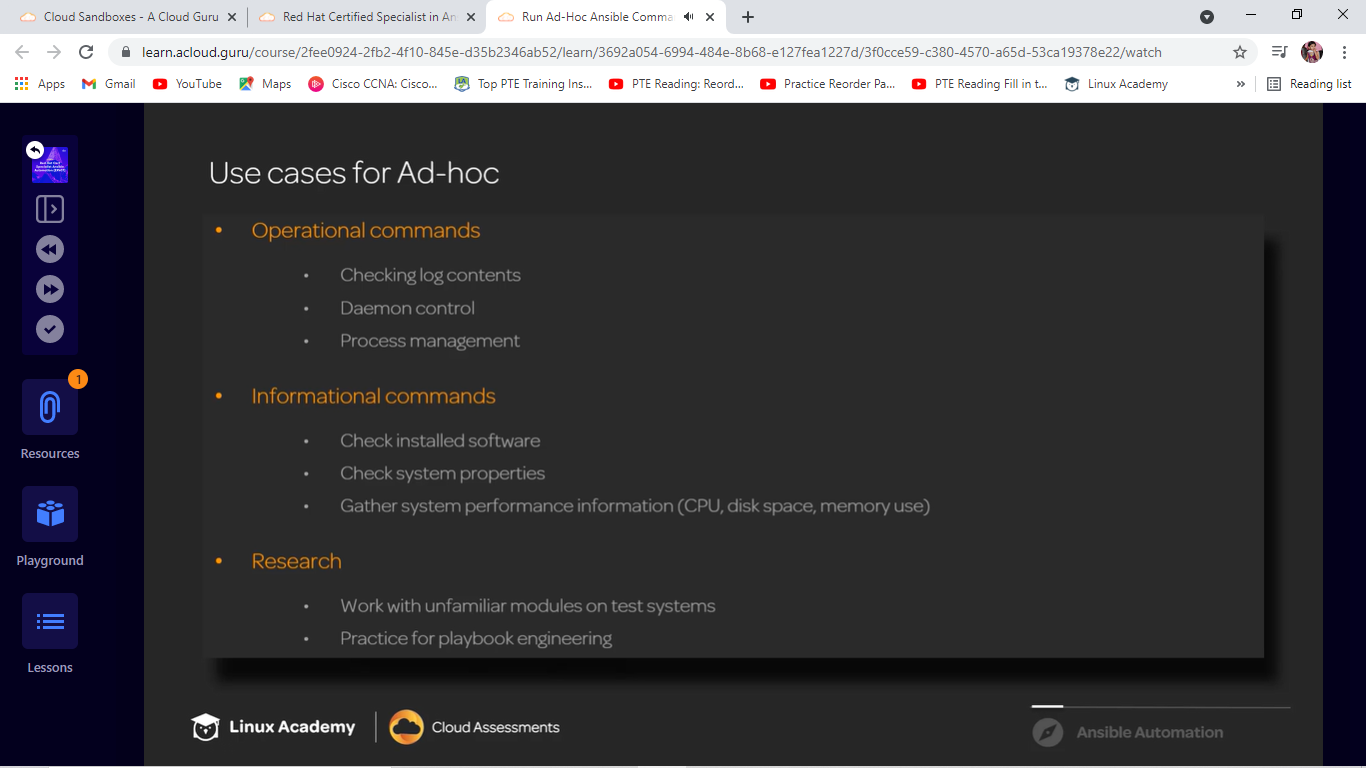 Cloud Sandboxes - A Cloud Guru
Red Hat Certified Specialist in An
Run Ad-Hoc Ansible Comma
learn.acloud.guru/course/2fee0924-2fb2-4f10-845e-d35b2346ab52/learn/3692a054-6994-484e-8b68-e127fea1227d/3f0cce59-c380-4570-a65d-53ca19378e22/watch
Apps
Gmail
YouTube
Maps
Cisco CCNA: Cisco...
Top PTE Training Ins...
PTE Reading: Reord...
Practice Reorder Pa...
PTE Reading Fill in t...
Linux Academy
»
Reading list
1
Resources
Playground
Lessons
Use cases for Ad-hoc
• Operational commands
• Checking log contents
• Daemon control
• Process management
• Informational commands
• Check installed software
• Check system properties
• Gather system performance information (CPU, disk space, memory use)
• Research
• Work with unfamiliar modules on test systems
• Practice for playbook engineering
Linux Academy
Cloud Assessments
Ansible Automation